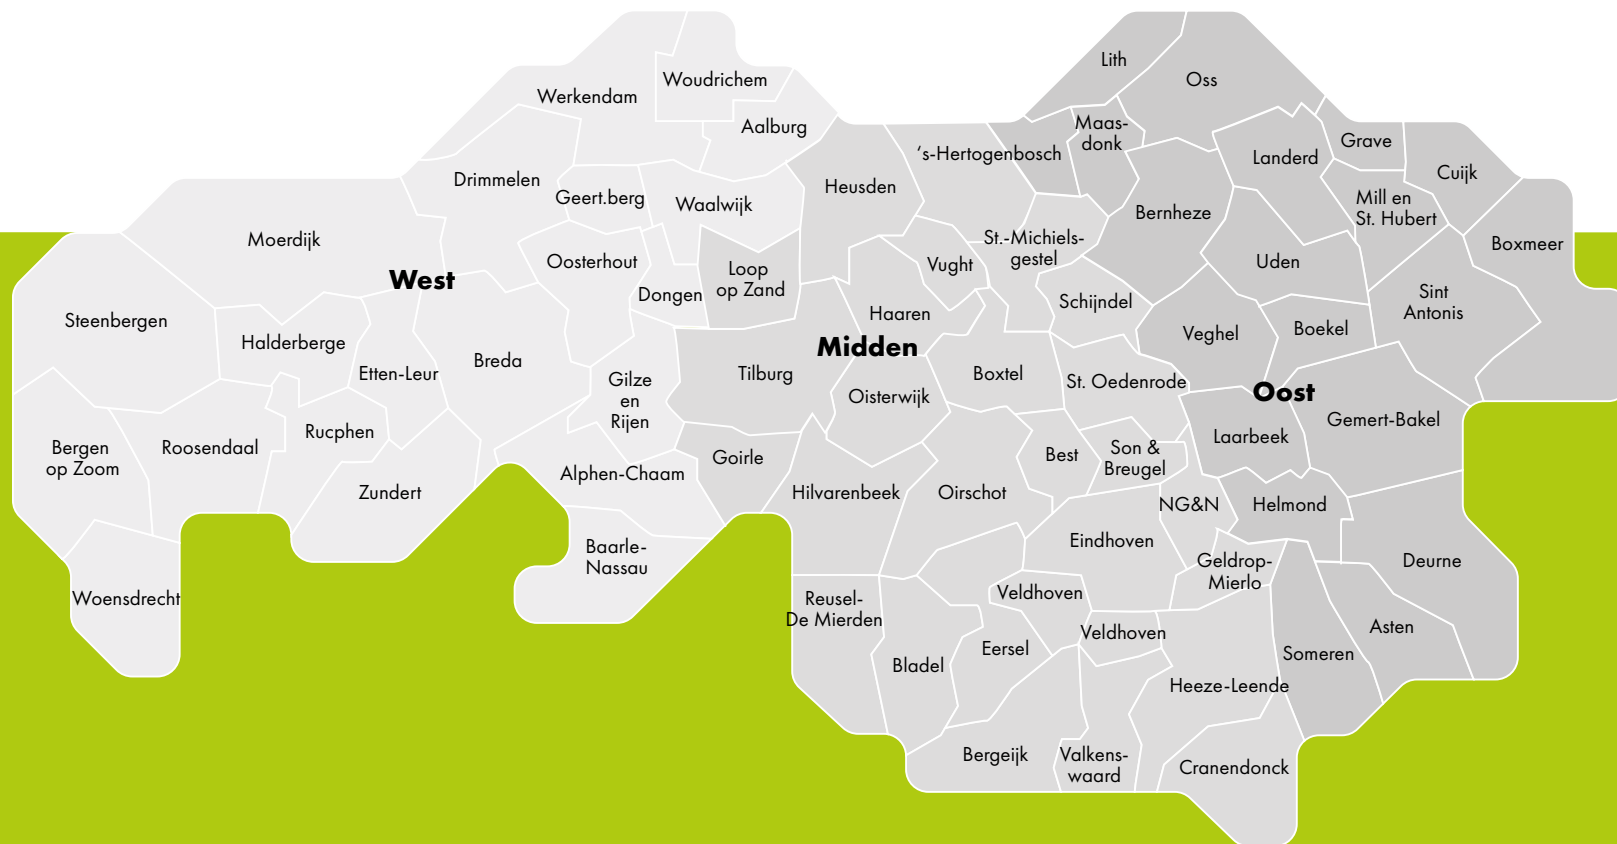 Lith
Oss
Woudrichem
Werkendam
Aalburg
Maas-
donk
Grave
‘s-Hertogenbosch
Landerd
Cuijk
Drimmelen
Geert.berg
Waalwijk
Heusden
Mill en
St. Hubert
Bernheze
Moerdijk
St.-Michiels-
gestel
Boxmeer
West
Oosterhout
Dongen
Loop
op Zand
Vught
Uden
Schijndel
Sint
Antonis
Steenbergen
Halderberge
Haaren
Veghel
Boekel
Midden
Etten-Leur
Breda
Gilze
en
Rijen
Tilburg
Oisterwijk
Boxtel
St. Oedenrode
Oost
Gemert-Bakel
Bergen
op Zoom
Roosendaal
Rucphen
Goirle
Best
Son &
Breugel
Laarbeek
Zundert
Alphen-Chaam
Hilvarenbeek
Oirschot
NG&N
Helmond
Baarle-
Nassau
Eindhoven
Geldrop-
Mierlo
Deurne
Woensdrecht
Reusel-
De Mierden
Veldhoven
Veldhoven
Asten
Bladel
Eersel
Someren
Heeze-Leende
Bergeijk
Valkens-
waard
Cranendonck